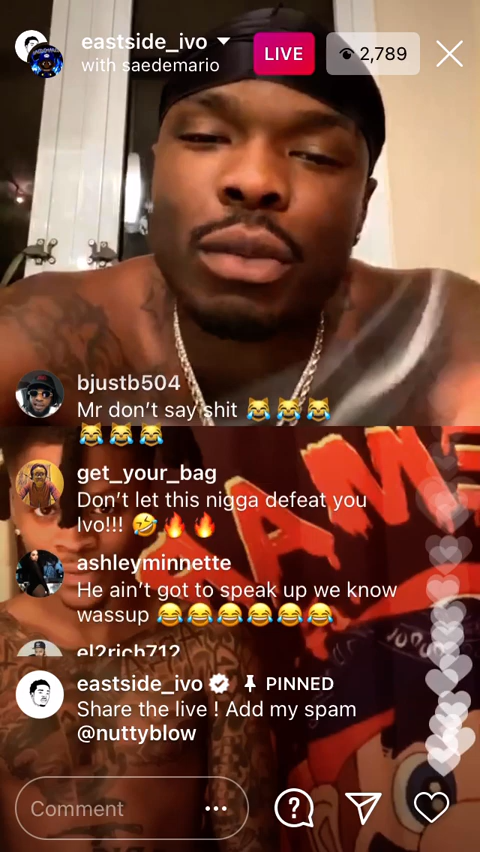 eastside_ivo
with saedemario
LIVE
2,789
bjustb504
Mr don’t say shit 😹😹😹
😹😹😹
get_your_bag
Don’t let this nigga defeat you
Ivo!!! 🤣🔥🔥
AME
ashleyminnette
He ain’t got to speak up we know
wassup 😂😂😂😂😂😂
el2rich712
eastside_ivo PINNED
Share the live ! Add my spam
@nuttyblow
Comment